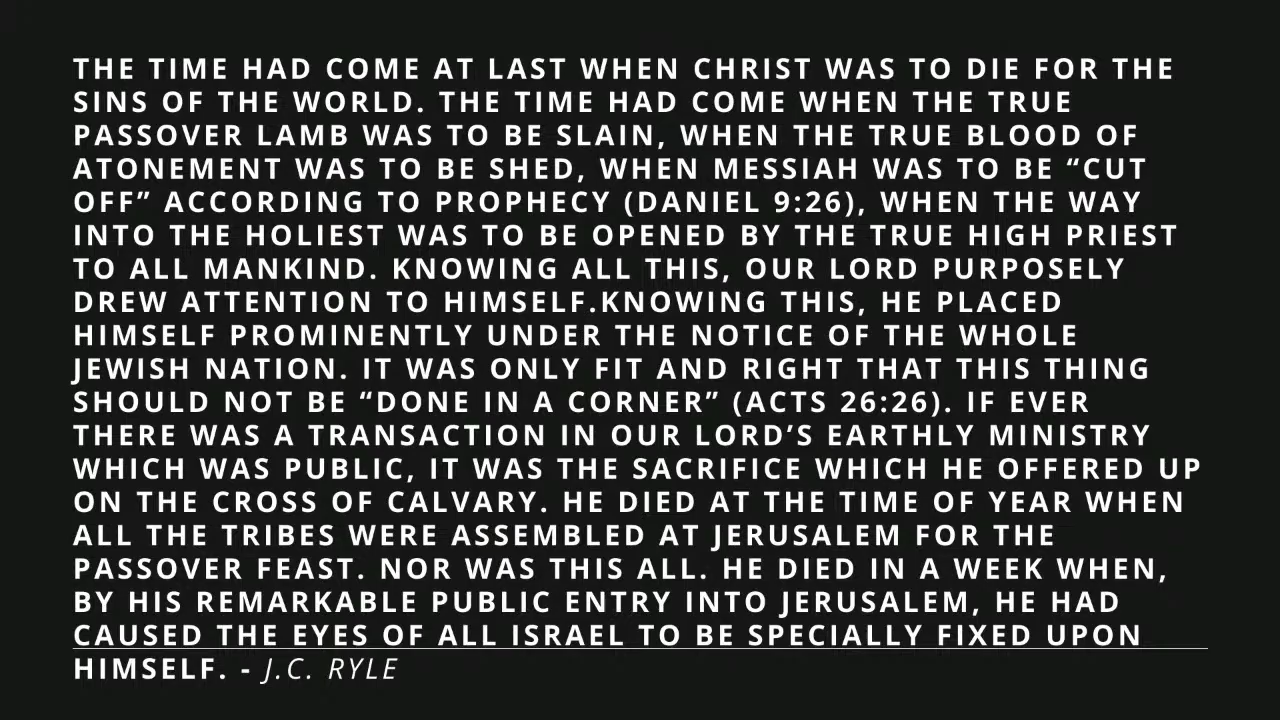 THE TIME HAD COME AT LAST WHEN CHRIST WAS TO DIE FOR THE
SINS OF THE WORLD. THE TIME HAD COME WHEN THE TRUE
PASSOVER LAMB WAS TO BE SLAIN, WHEN THE TRUE BLOOD OF
ATONEMENT WAS TO BE SHED, WHEN MESSIAH WAS TO BE “CUT
OFF” ACCORDING TO PROPHECY (DANIEL 9:26), WHEN THE WAY
INTO THE HOLIEST WAS TO BE OPENED BY THE TRUE HIGH PRIEST
TO ALL MANKIND. KNOWING ALL THIS, OUR LORD PURPOSELY
DREW ATTENTION TO HIMSELF.KNOWING THIS, HE PLACED
HIMSELF PROMINENTLY UNDER THE NOTICE OF THE WHOLE
JEWISH NATION. IT WAS ONLY FIT AND RIGHT THAT THIS THING
SHOULD NOT BE “DONE IN A CORNER” (ACTS 26:26). IF EVER
THERE WAS A TRANSACTION IN OUR LORD’S EARTHLY MINISTRY
WHICH WAS PUBLIC, IT WAS THE SACRIFICE WHICH HE OFFERED UP
ON THE CROSS OF CALVARY. HE DIED AT THE TIME OF YEAR WHEN
ALL THE TRIBES WERE ASSEMBLED AT JERUSALEM FOR THE
PASSOVER FEAST. NOR WAS THIS ALL. HE DIED IN A WEEK WHEN,
BY HIS REMARKABLE PUBLIC ENTRY INTO JERUSALEM, HE HAD
CAUSED THE EYES OF ALL ISRAEL TO BE SPECIALLY FIXED UPON
HIMSELF. - J.C. RYLE